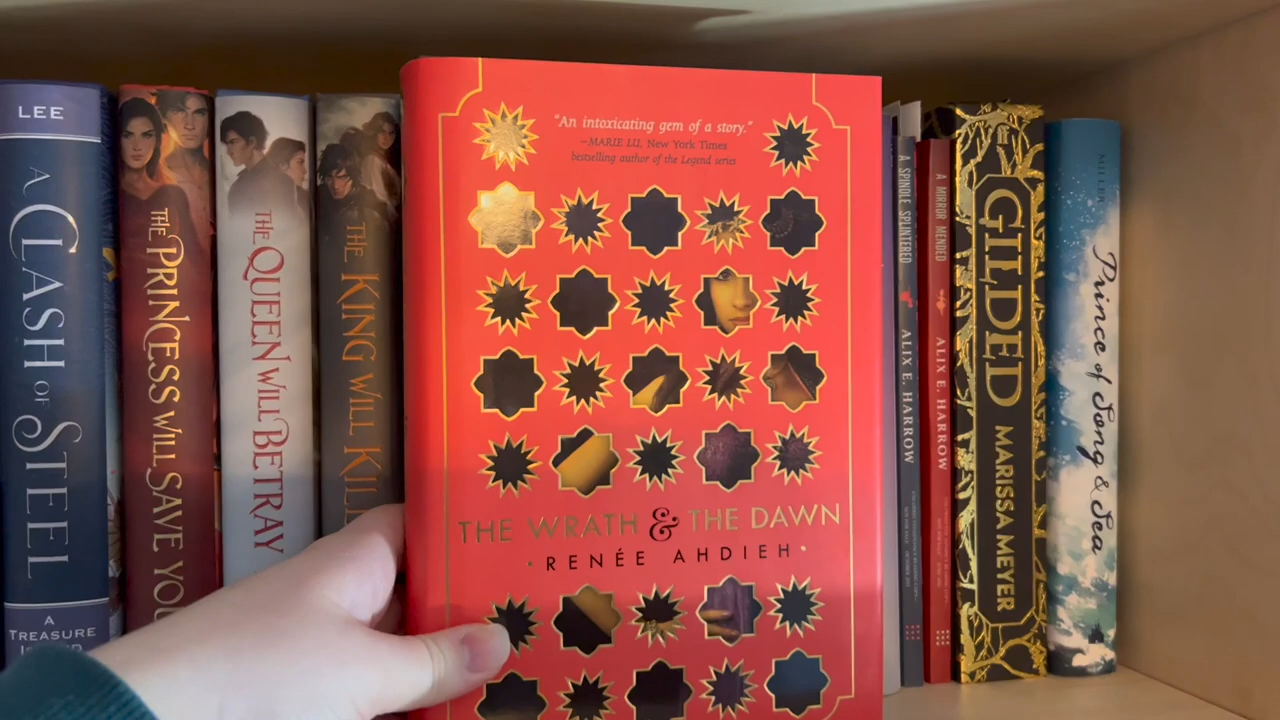 LEE
A CLASH OF STEEL
A
TREASURE
THE PRINCESS WILL SAVE YOU
THE QUEEN WILL BETRAY
THE KING WILL KILL
"An intoxicating gem of a story."
—MARIE LU, New York Times
bestselling author of the Legend series
THE WRATH & THE DAWN
· RENÉE AHDIEH ·
A SPINDLE SPLINTERED
ALIX E. HARROW
A MIRROR MENDED
ALIX E. HARROW
GILDED
MARISSA MEYER
MILLER
Prince of Song & Sea